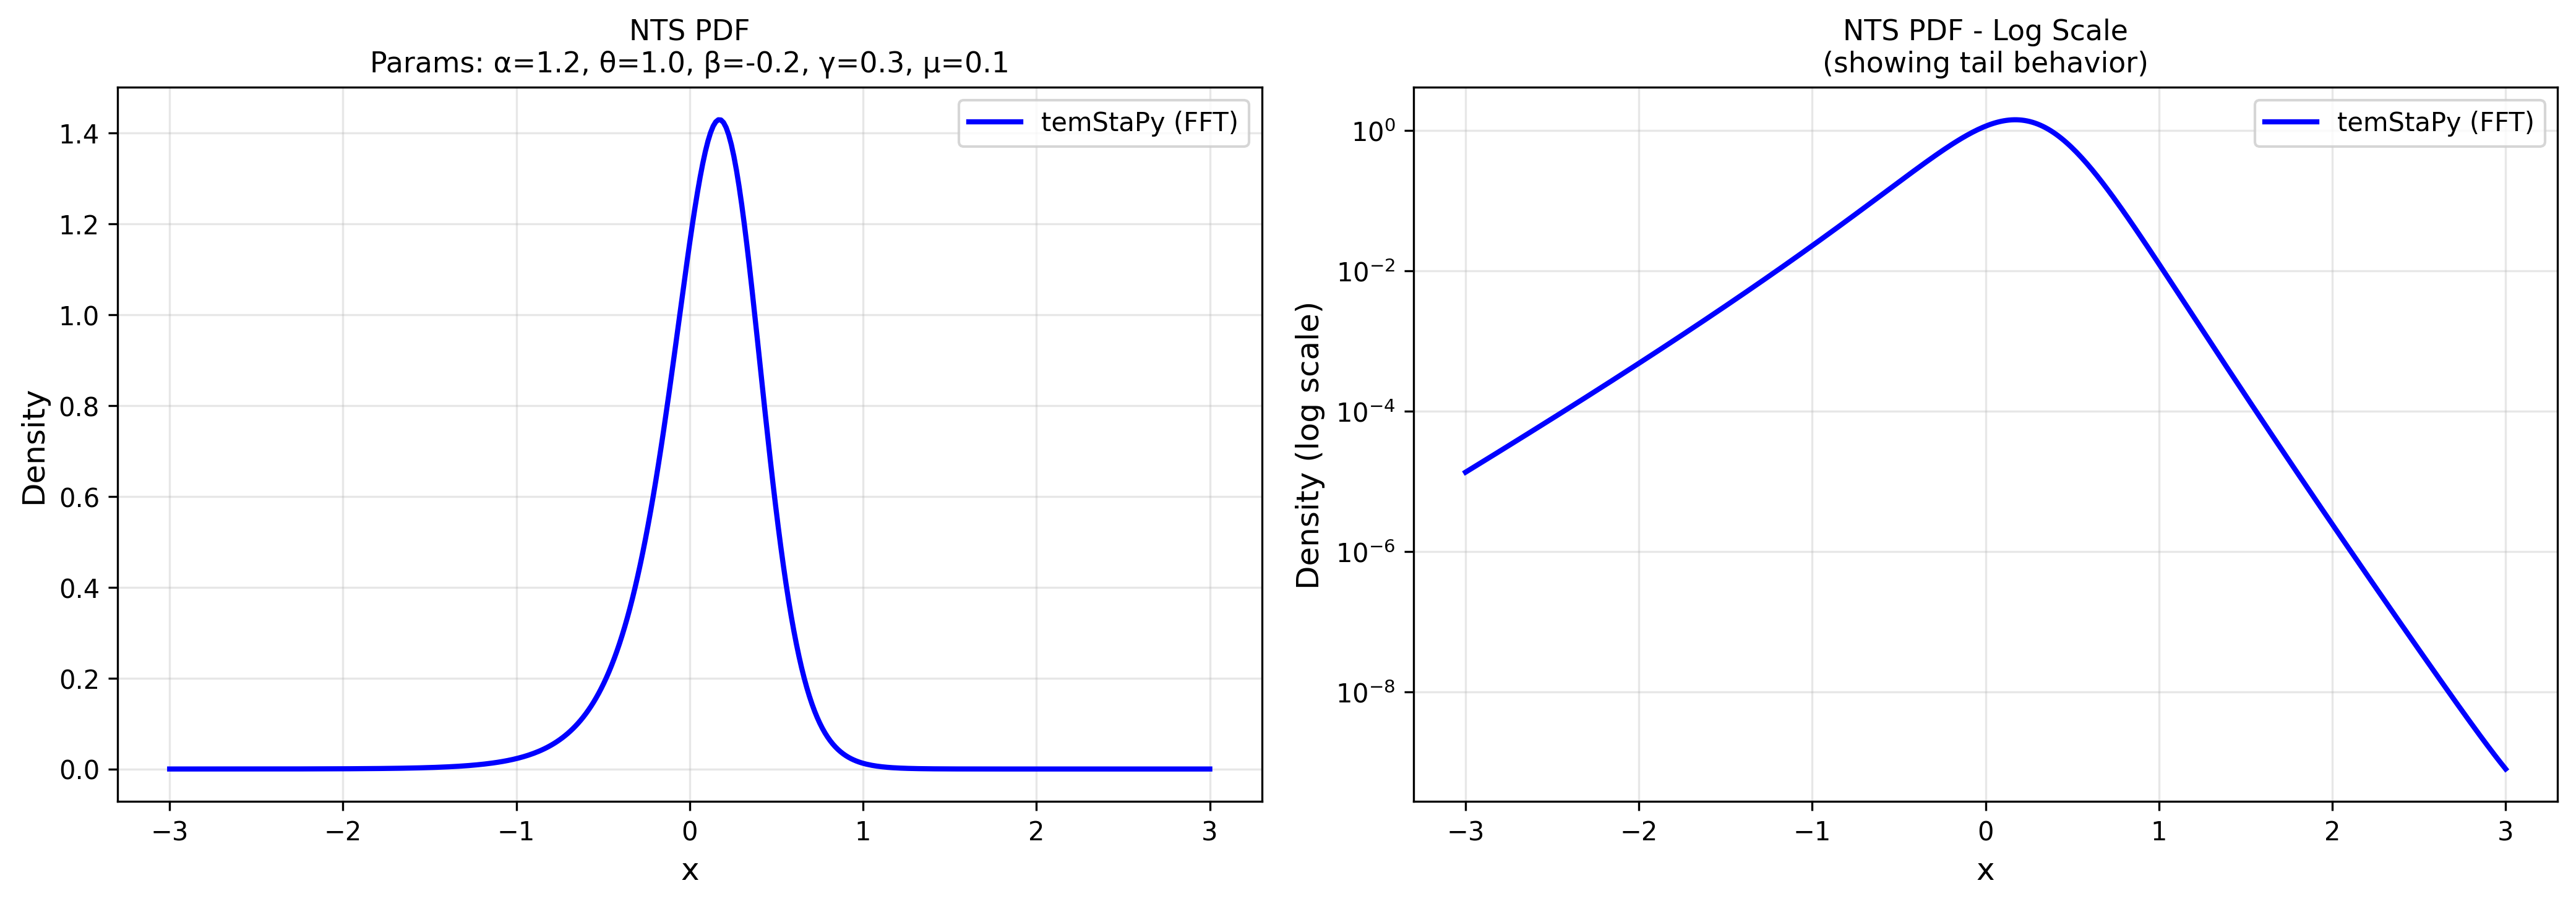 NTS PDF
Params: α=1.2, θ=1.0, β=-0.2, γ=0.3, μ=0.1
temStaPy (FFT)
1.4
1.2
1.0
0.8
0.6
0.4
0.2
0.0
Density
−3
−2
−1
0
1
2
3
x
NTS PDF - Log Scale
(showing tail behavior)
temStaPy (FFT)
10⁰
10⁻²
10⁻⁴
10⁻⁶
10⁻⁸
Density (log scale)
−3
−2
−1
0
1
2
3
x